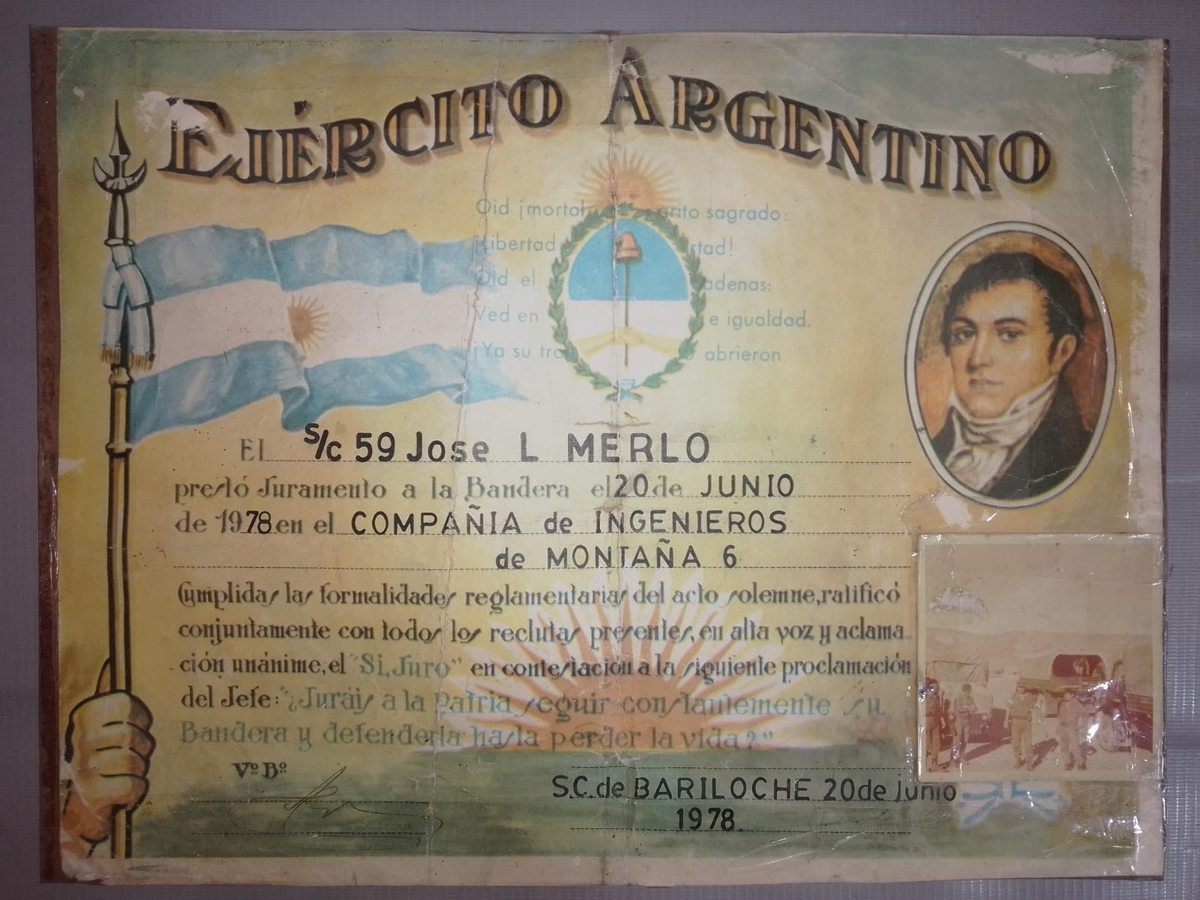 EJÉRCITO ARGENTINO
Oid ¡mortal grito sagrado:
¡Libertad rtad!
Oid el adenas:
Ved en e igualdad.
¡Ya su tro abrieron
El S/c 59 Jose L MERLO
prestó Juramento a la Bandera el 20 de JUNIO
de 1978 en el COMPAÑIA de INGENIEROS
de MONTAÑA 6
Cumplidas las formalidades reglamentarias del acto solemne, ratificó
conjuntamente con todos los reclutas presentes, en alta voz y aclama-
ción unánime, el "Si, Juro" en contestación a la siguiente proclamación
del Jefe: "¿Juráis a la Patria seguir constantemente su
Bandera y defenderla hasta perder la vida?"
Vº Bº
S.C. de BARILOCHE 20 de Junio
1978.